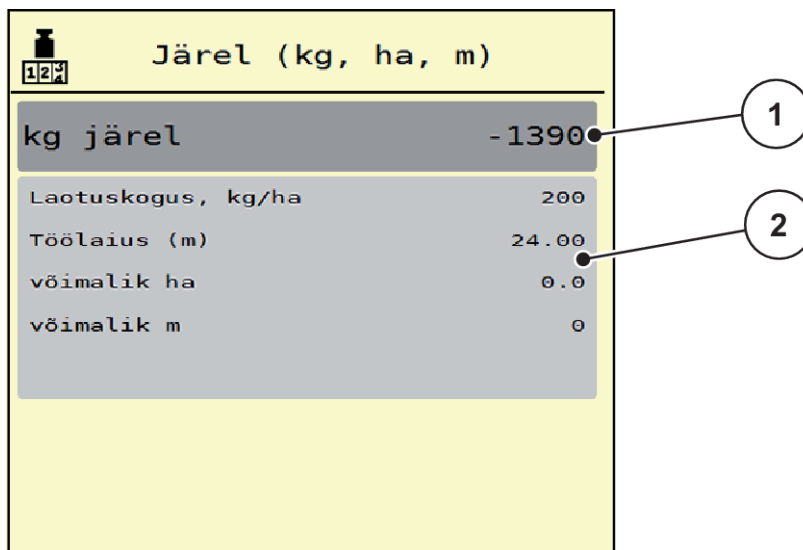 123
Järel (kg, ha, m)
kg järel -1390
1
Laotuskogus, kg/ha 200
Töölaius (m) 24.00
2
võimalik ha 0.0
võimalik m 0